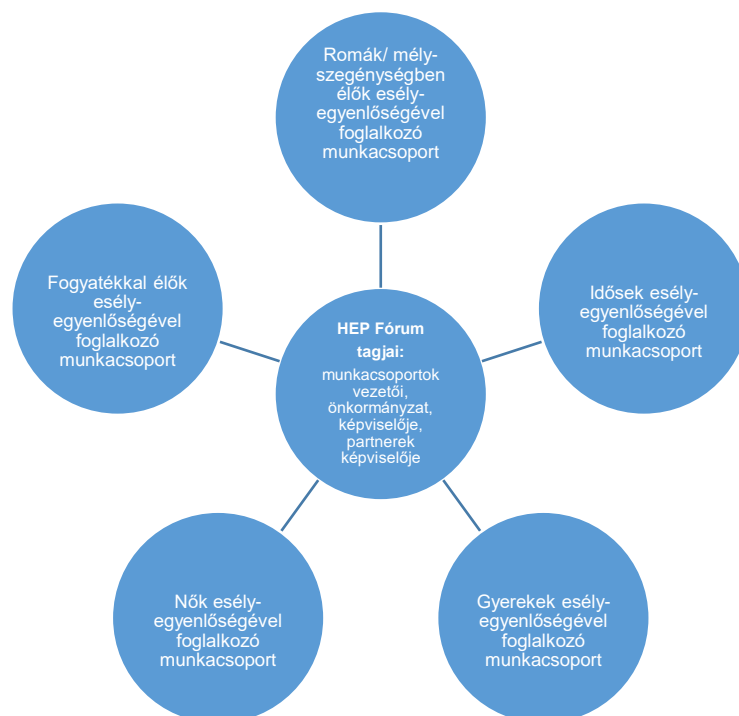 Romák/ mély-
szegénységben
élők esély-
egyenlőségével
foglalkozó
munkacsoport
Fogyatékkal élők
esély-
egyenlőségével
foglalkozó
munkacsoport
Idősek esély-
egyenlőségével
foglalkozó
munkacsoport
HEP Fórum
tagjai:
munkacsoportok
vezetői,
önkormányzat,
képviselője,
partnerek
képviselője
Nők esély-
egyenlőségével
foglalkozó
munkacsoport
Gyerekek esély-
egyenlőségével
foglalkozó
munkacsoport